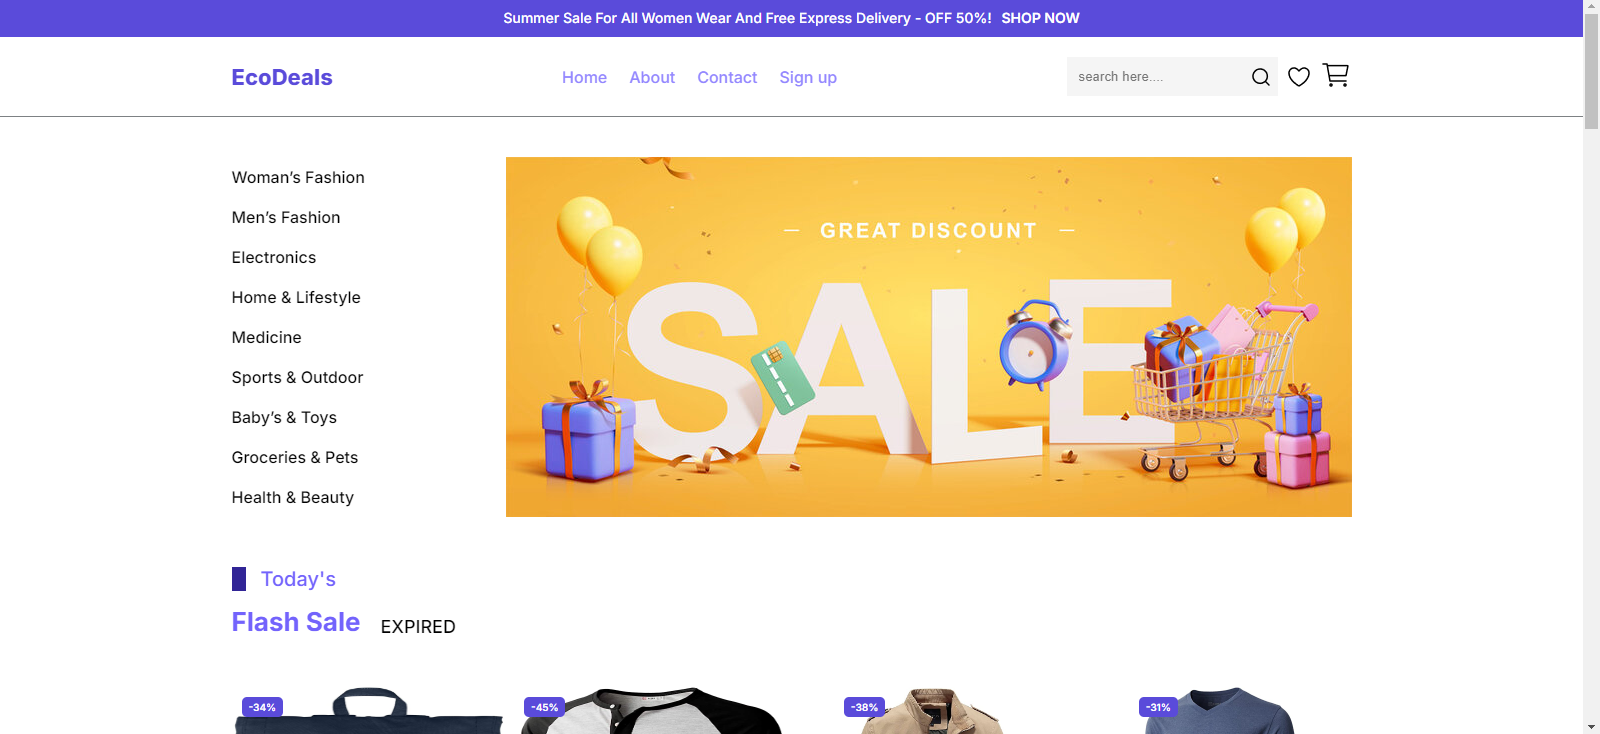 Summer Sale For All Women Wear And Free Express Delivery - OFF 50%! SHOP NOW
EcoDeals
Home About Contact Sign up
search here....
Woman’s Fashion
Men’s Fashion
Electronics
Home & Lifestyle
Medicine
Sports & Outdoor
Baby’s & Toys
Groceries & Pets
Health & Beauty
GREAT DISCOUNT
SALE
Today's
Flash Sale EXPIRED
-34% -45% -38% -31%